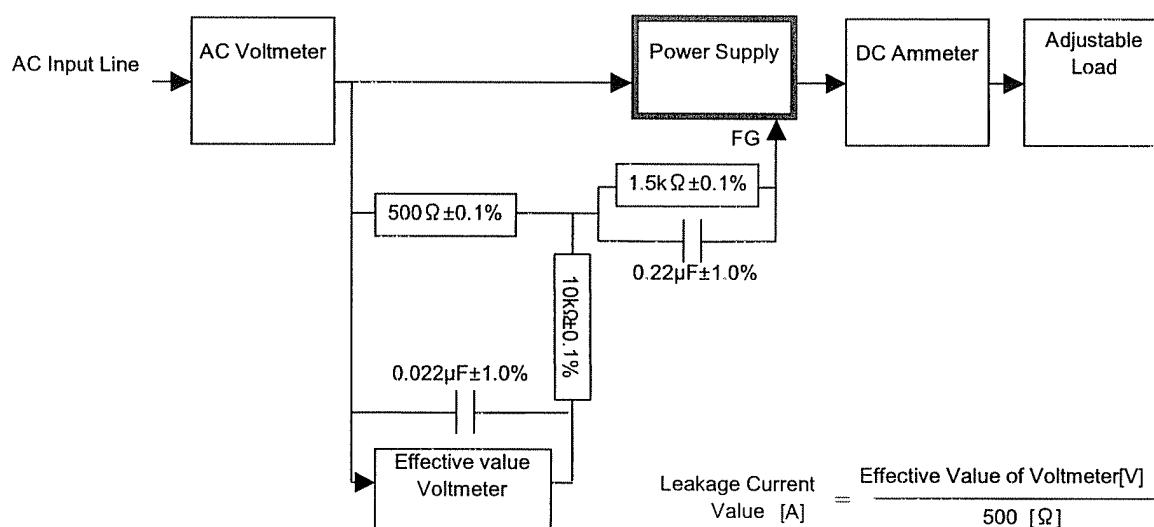 AC Input Line
AC Voltmeter
Power Supply
DC Ammeter
Adjustable
Load
FG
1.5kΩ±0.1%
500Ω±0.1%
0.22µF±1.0%
10kΩ±0.1%
0.022µF±1.0%
Effective value
Voltmeter
Leakage Current
Value [A]
=
Effective Value of Voltmeter[V]
500 [Ω]